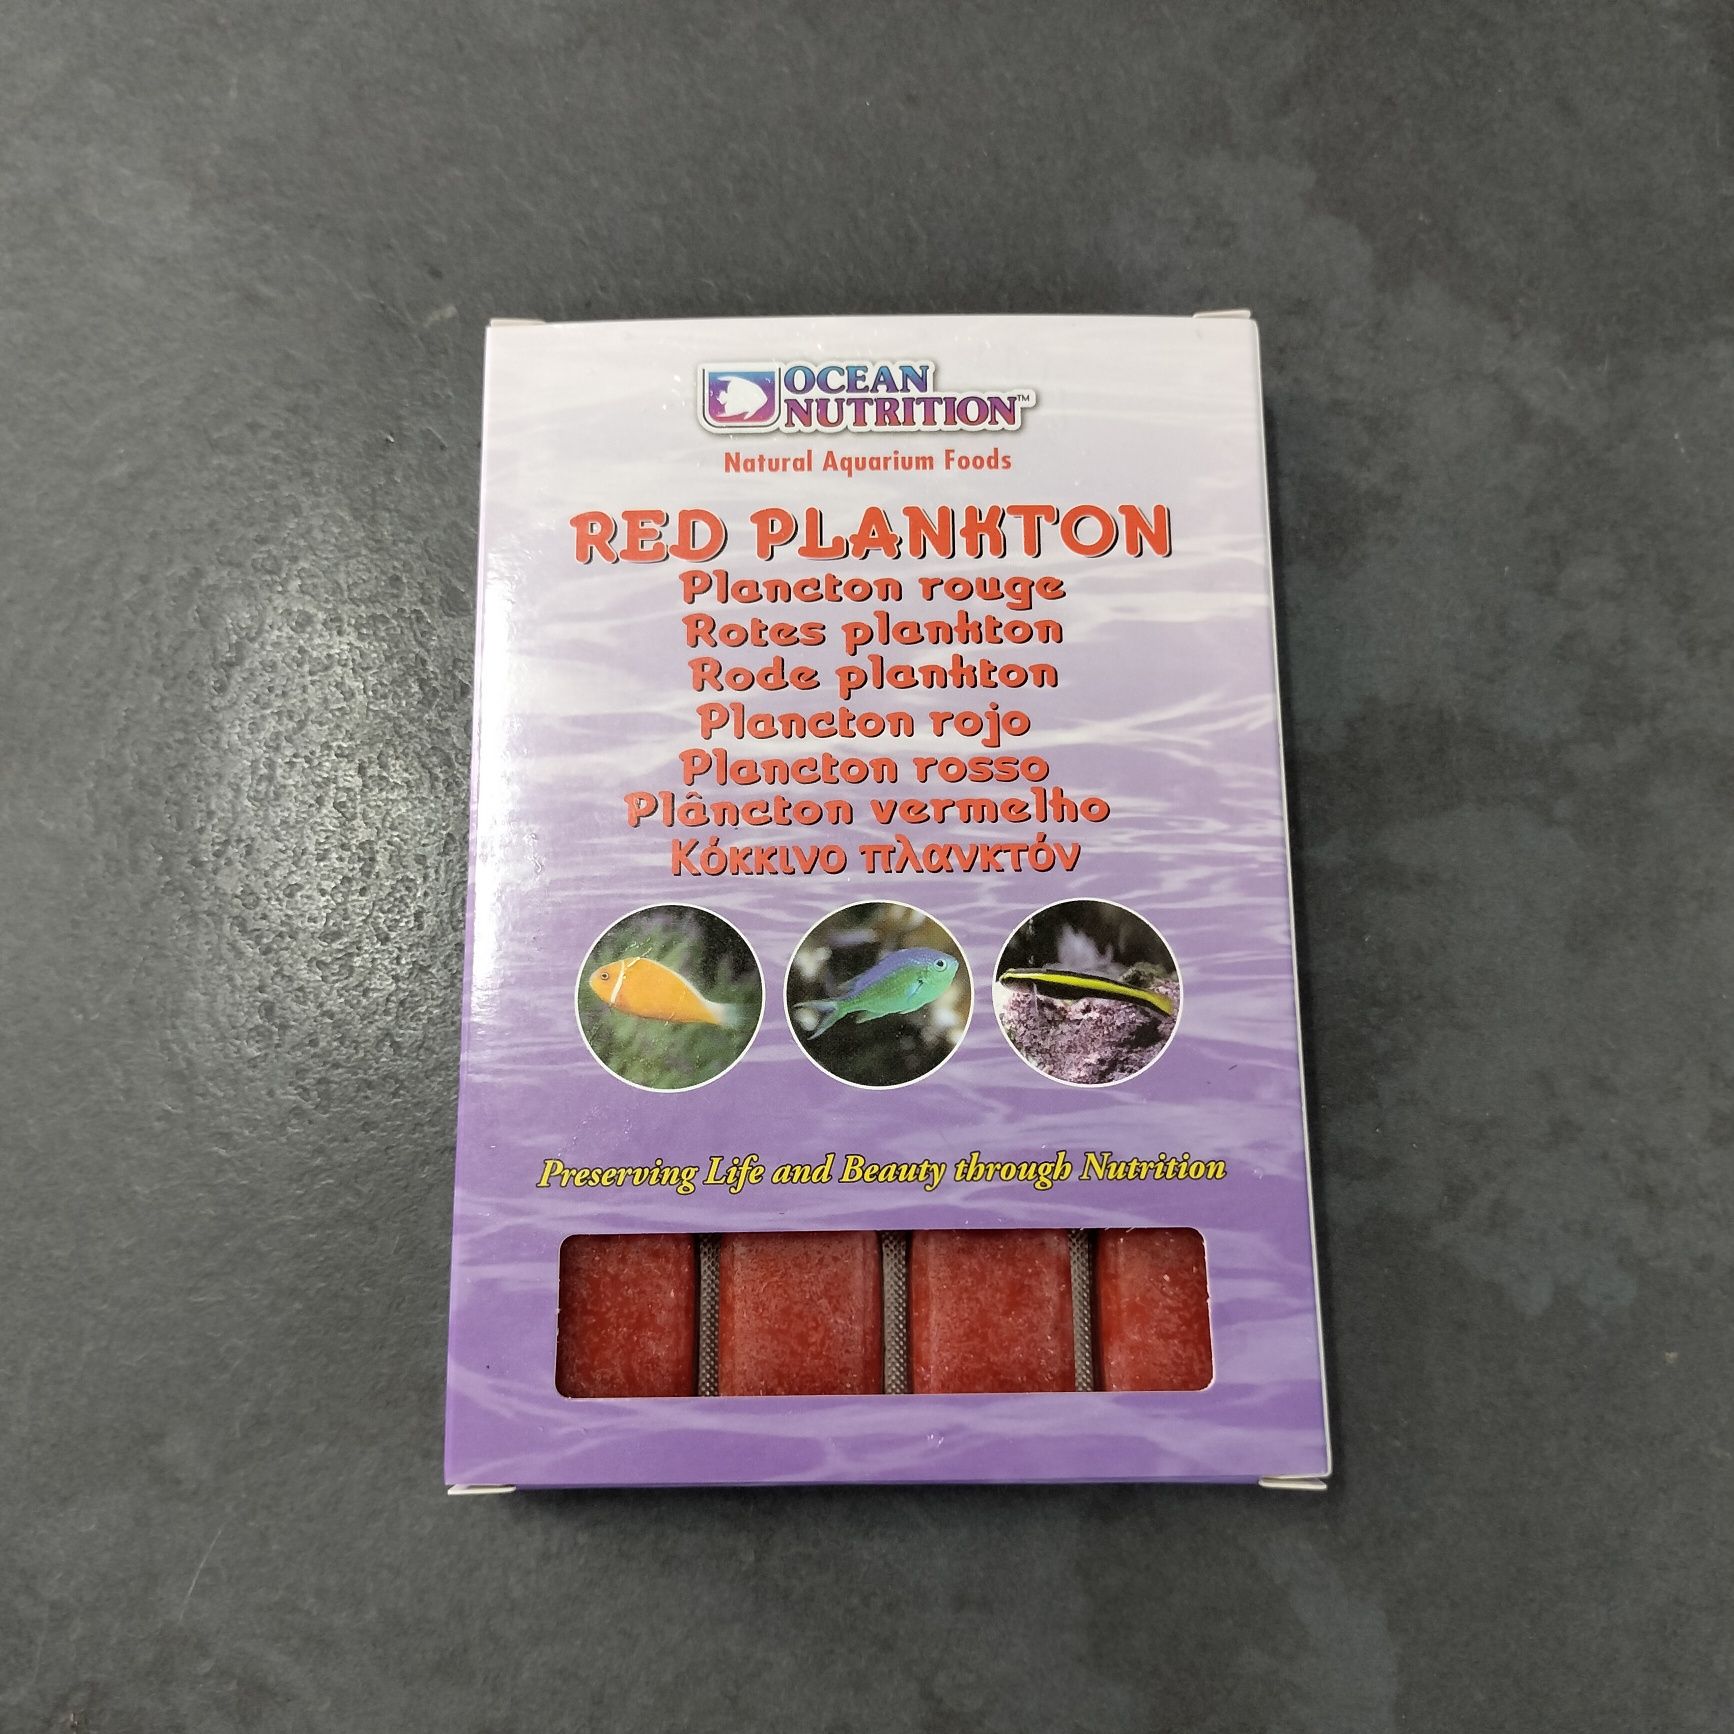 OCEAN
NUTRITION™
Natural Aquarium Foods
RED PLANKTON
Plancton rouge
Rotes plankton
Rode plankton
Plancton rojo
Plancton rosso
Plâncton vermelho
Κόκκινο πλανκτόν
Preserving Life and Beauty through Nutrition